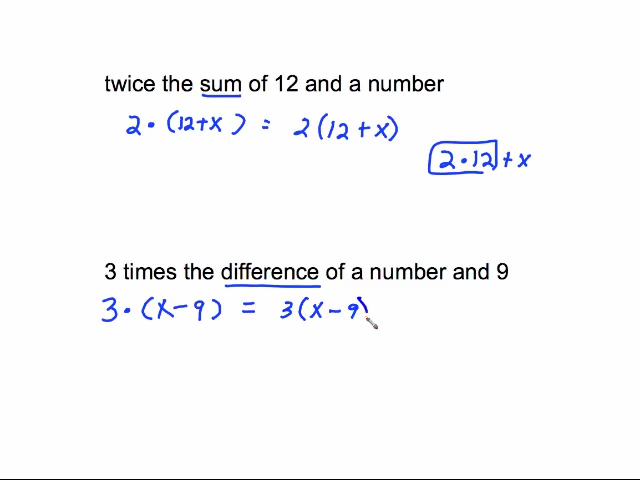 twice the sum of 12 and a number
2 • (12+x) = 2(12+x)
2•12+x
3 times the difference of a number and 9
3 • (x-9) = 3(x-9)